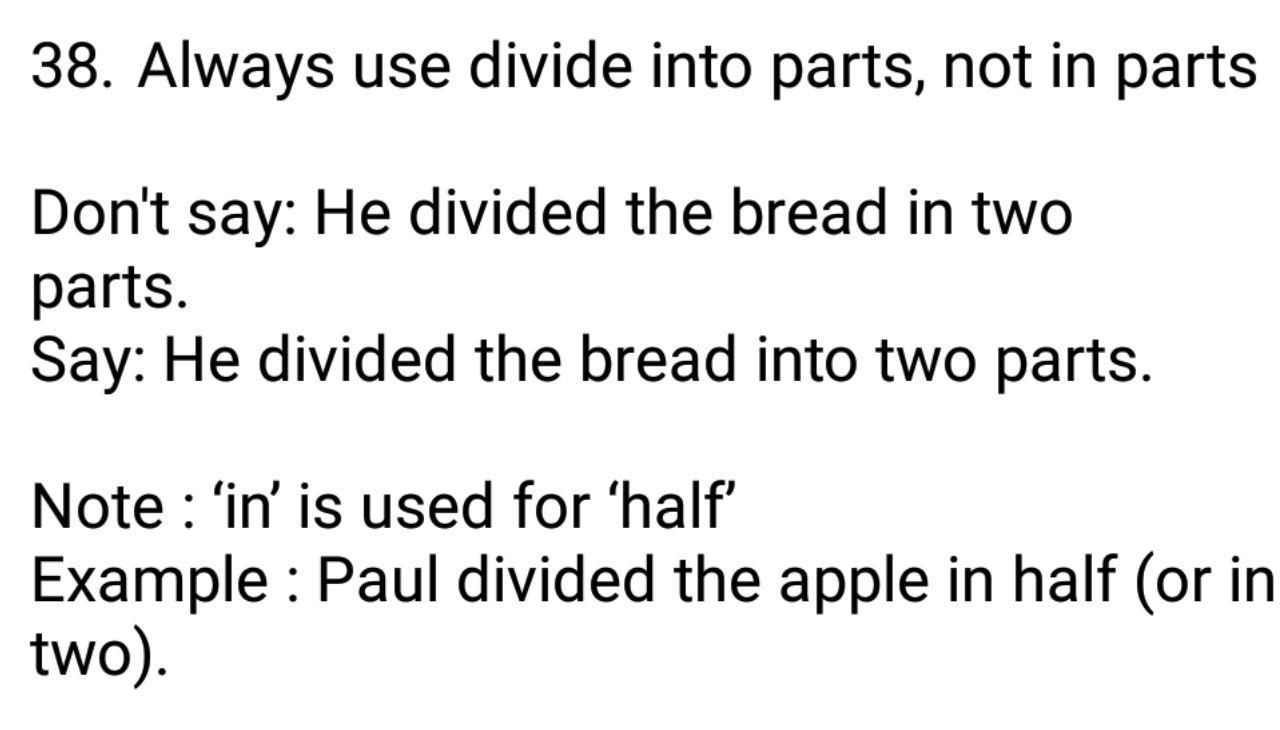 38. Always use divide into parts, not in parts
Don't say: He divided the bread in two
parts.
Say: He divided the bread into two parts.
Note : ‘in’ is used for ‘half’
Example : Paul divided the apple in half (or in
two).